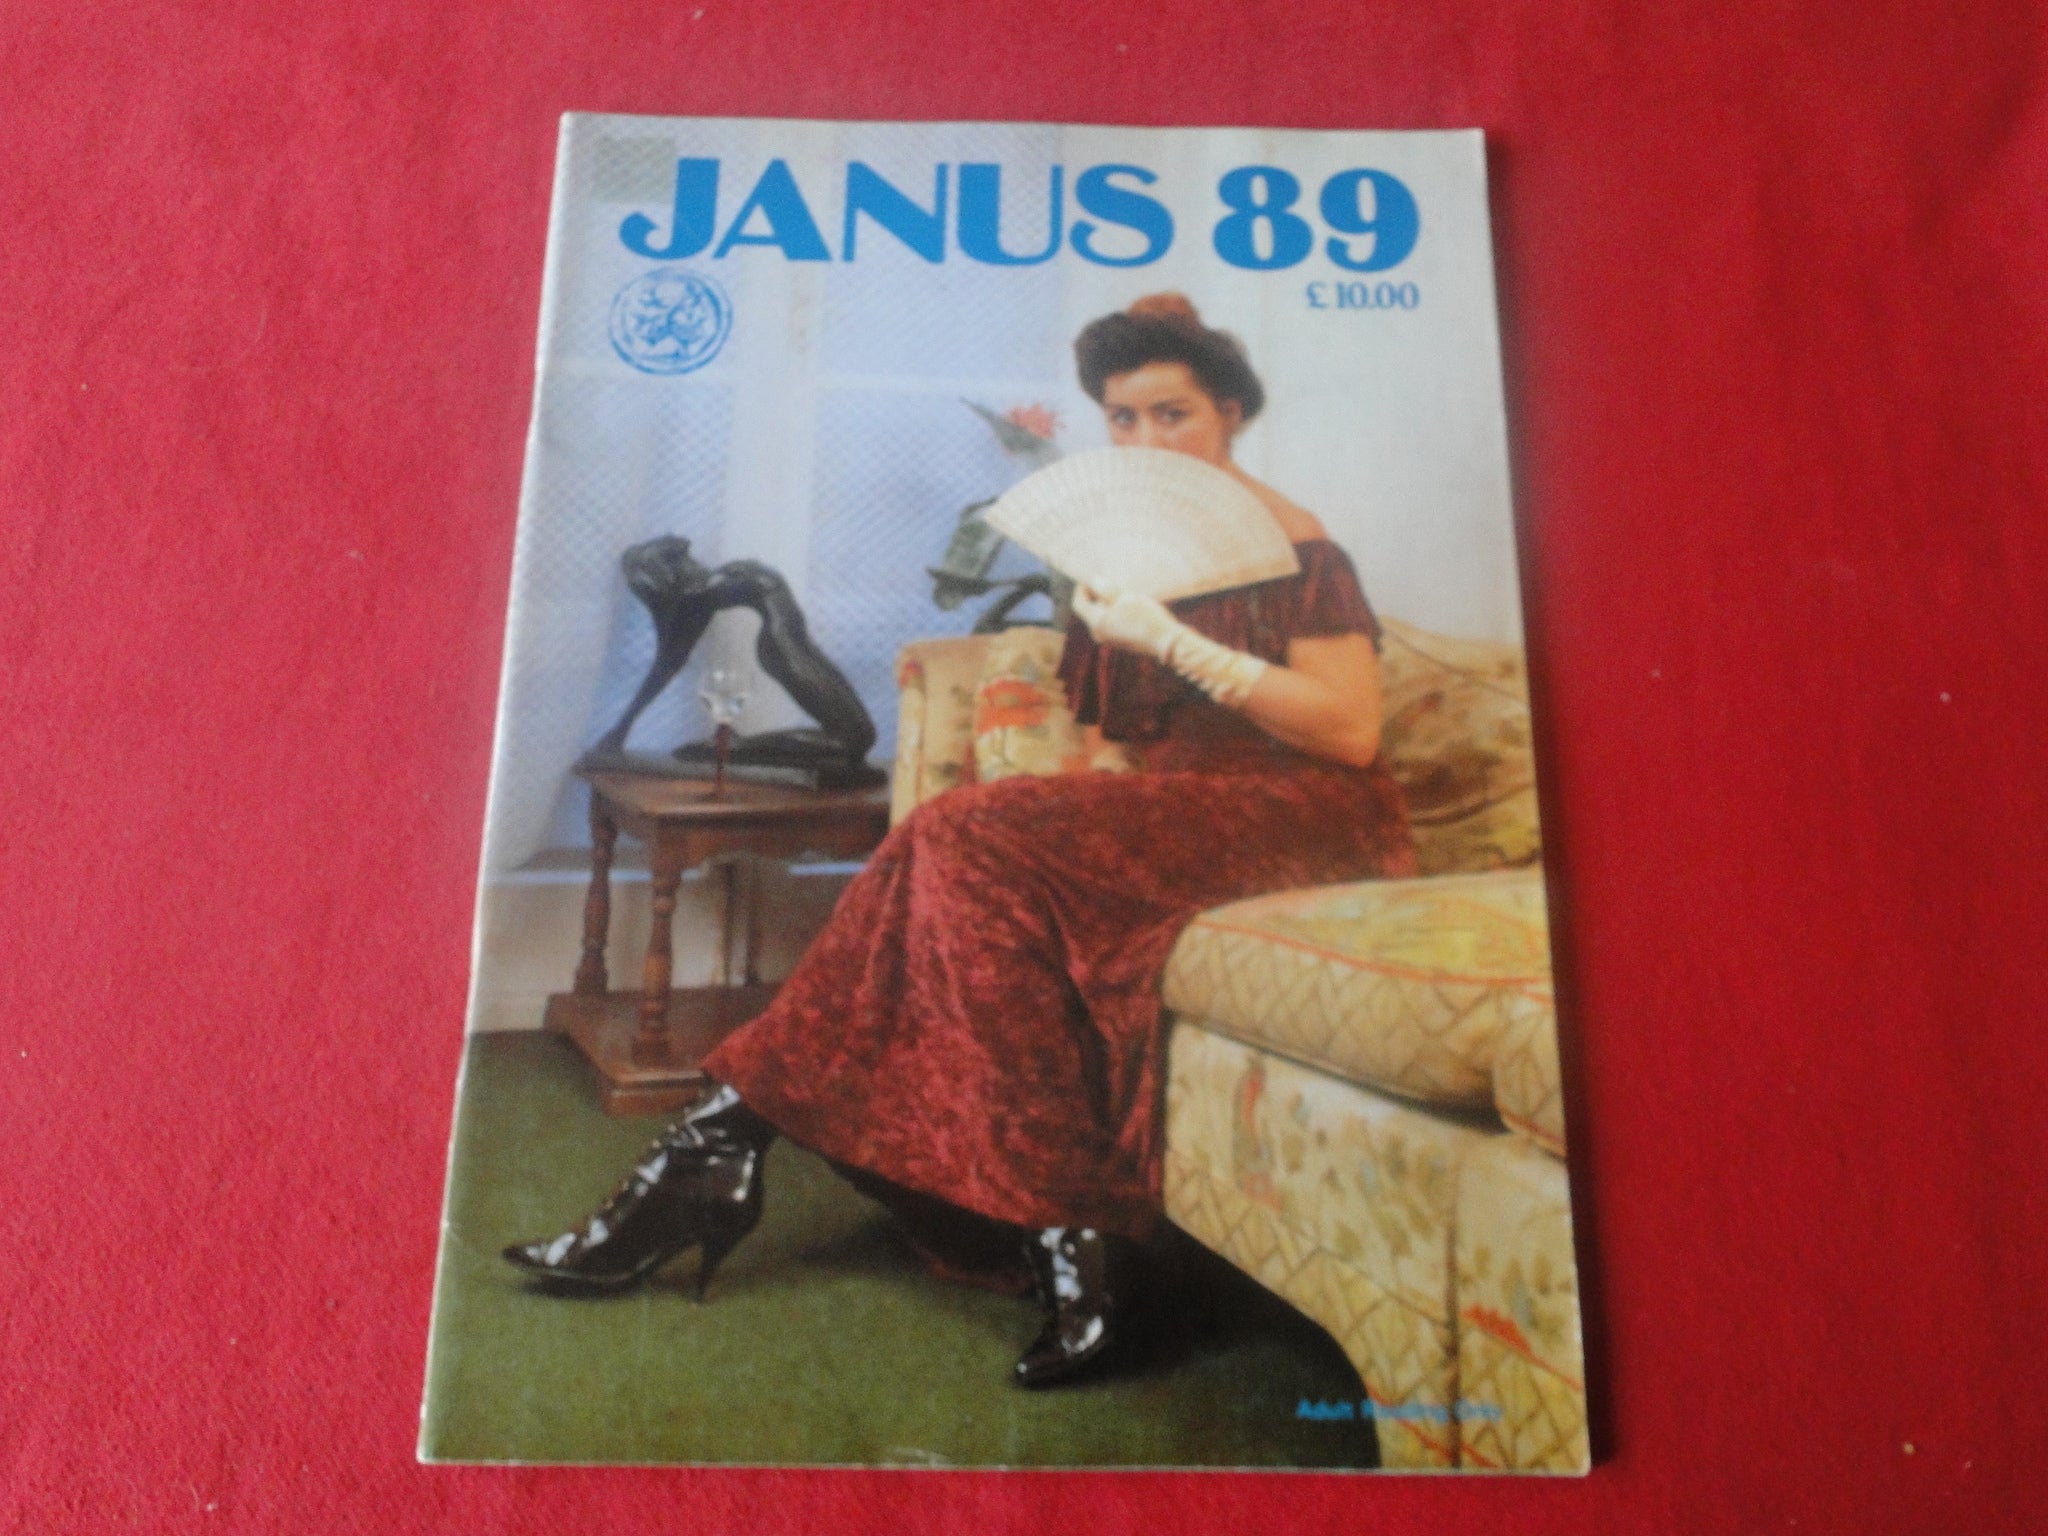 JANUS 89
£10.00
Adult Reading Only